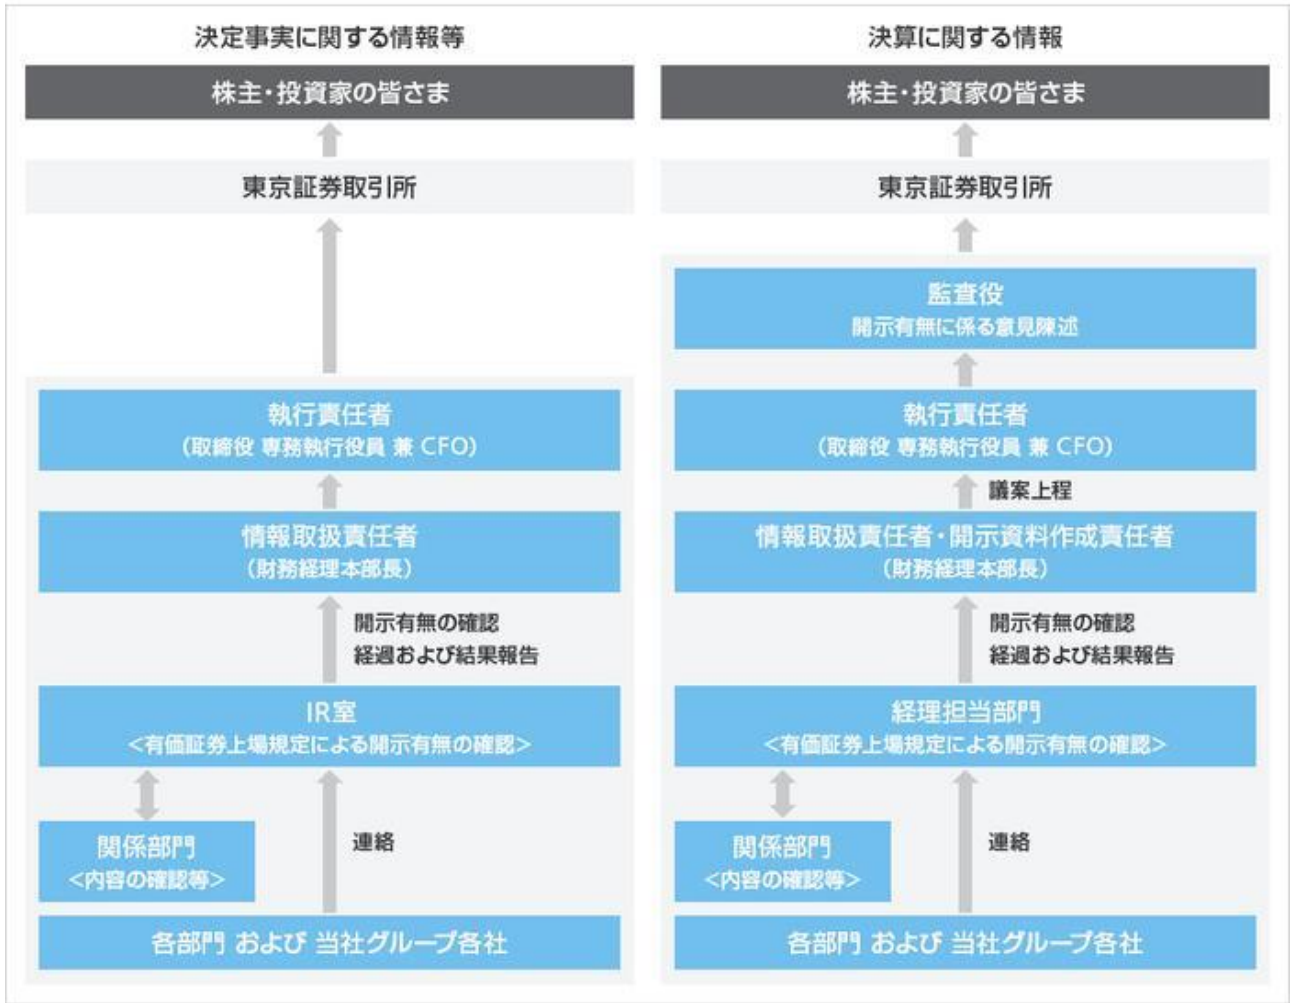 決定事実に関する情報等
株主・投資家の皆さま
東京証券取引所
執行責任者
(取締役 専務執行役員 兼 CFO)
情報取扱責任者
(財務経理本部長)
開示有無の確認
経過および結果報告
IR室
<有価証券上場規定による開示有無の確認>
関係部門
<内容の確認等>
連絡
各部門 および 当社グループ各社
決算に関する情報
株主・投資家の皆さま
東京証券取引所
監査役
開示有無に係る意見陳述
執行責任者
(取締役 専務執行役員 兼 CFO)
議案上程
情報取扱責任者・開示資料作成責任者
(財務経理本部長)
開示有無の確認
経過および結果報告
経理担当部門
<有価証券上場規定による開示有無の確認>
関係部門
<内容の確認等>
連絡
各部門 および 当社グループ各社